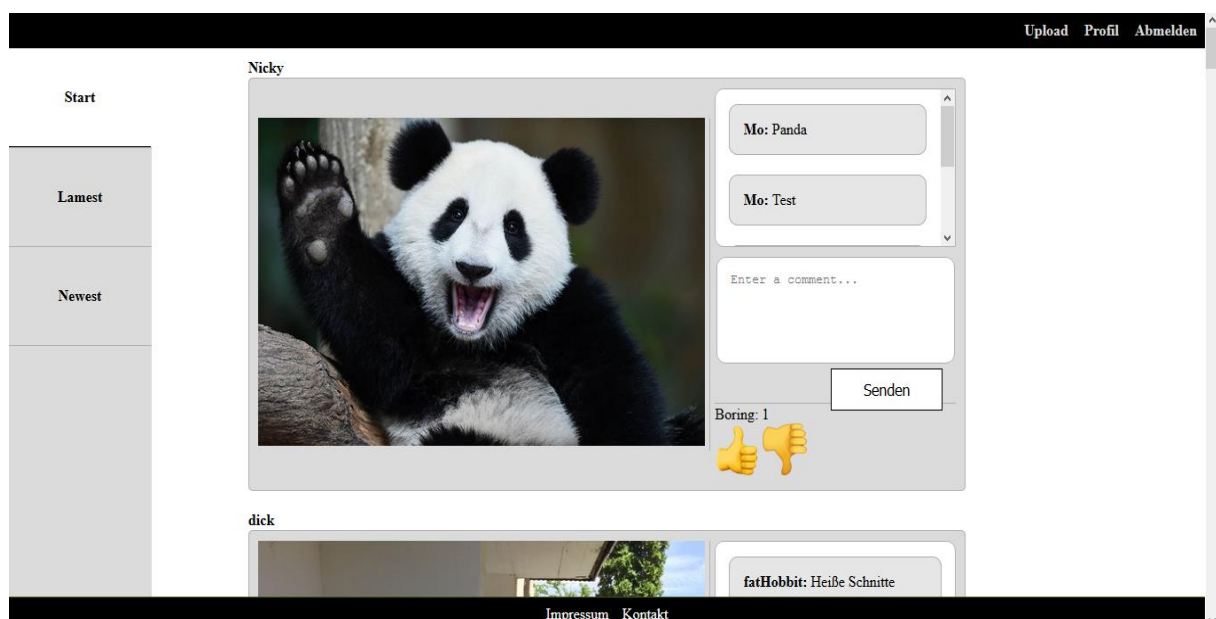 Upload Profil Abmelden
Start
Lamest
Newest
Nicky
Mo: Panda
Mo: Test
Enter a comment...
Senden
Boring: 1
dick
fatHobbit: Heiße Schnitte
Impressum Kontakt